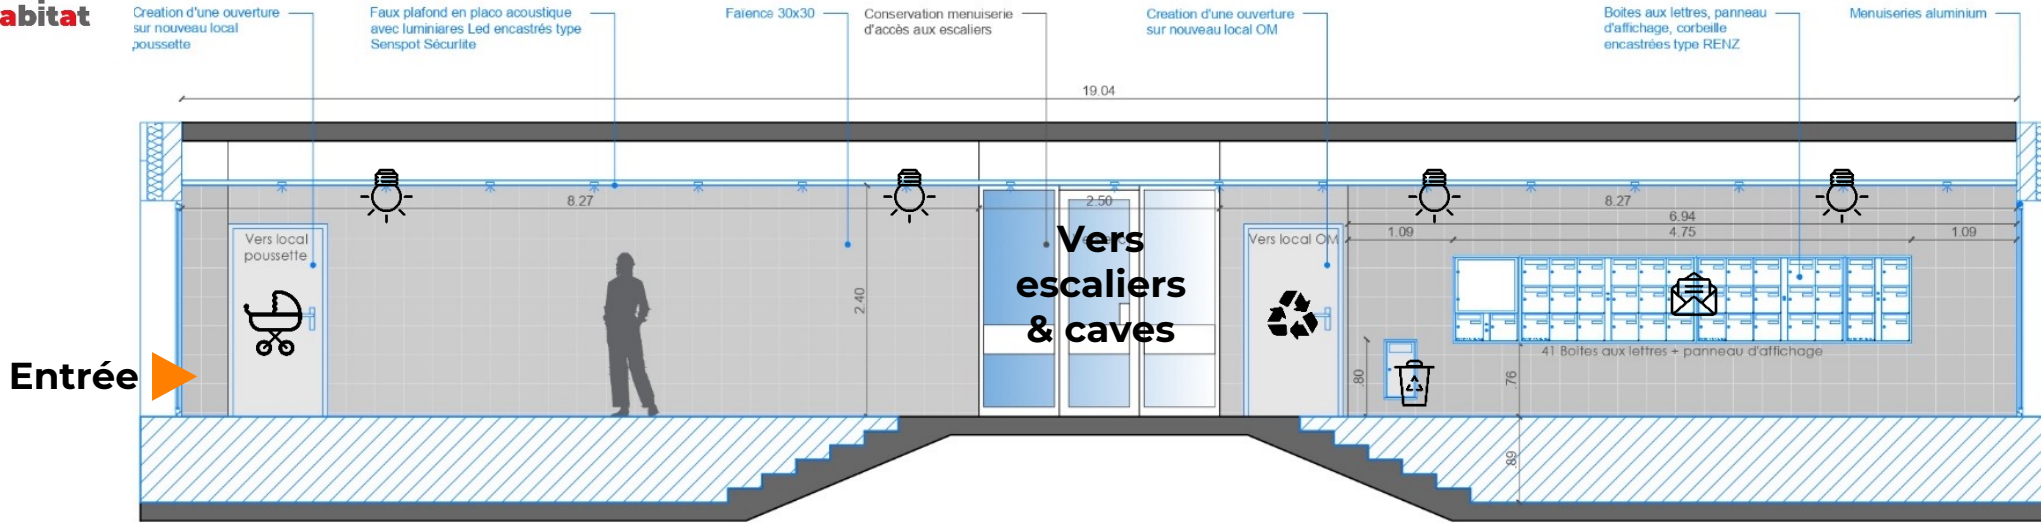 abitat
Creation d'une ouverture
sur nouveau local
poussette
Faux plafond en placo acoustique
avec luminiares Led encastrés type
Senspot Sécurlite
Faïence 30x30
Conservation menuiserie
d'accès aux escaliers
Creation d'une ouverture
sur nouveau local OM
Boites aux lettres, panneau
d'affichage, corbeille
encastrées type RENZ
Menuiseries aluminium
19.04
8.27
2.50
8.27
6.94
1.09
4.75
1.09
Vers local
poussette
2.40
Vers
escaliers
& caves
Vers local OM
41 Boites aux lettres + panneau d'affichage
.80
.76
.89
Entrée